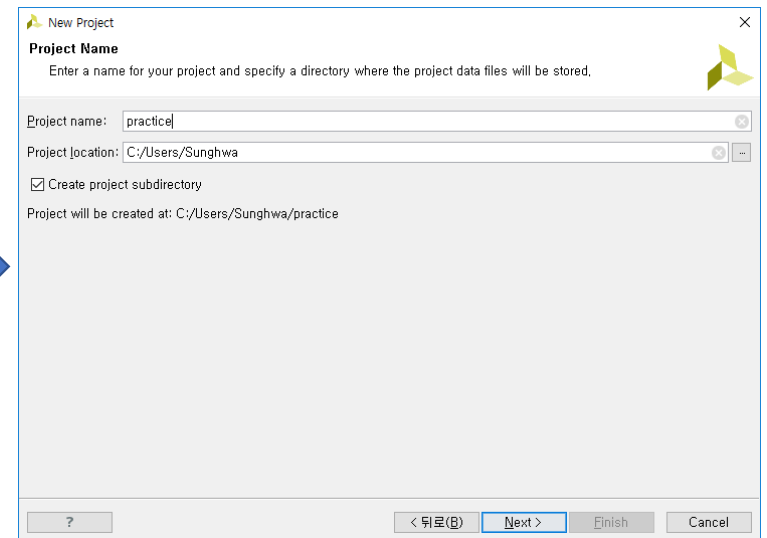 New Project
Project Name
Enter a name for your project and specify a directory where the project data files will be stored,
Project name: practice
Project location: C:/Users/Sunghwa ...
Create project subdirectory
Project will be created at: C:/Users/Sunghwa/practice
? < 뒤로(B) Next > Finish Cancel